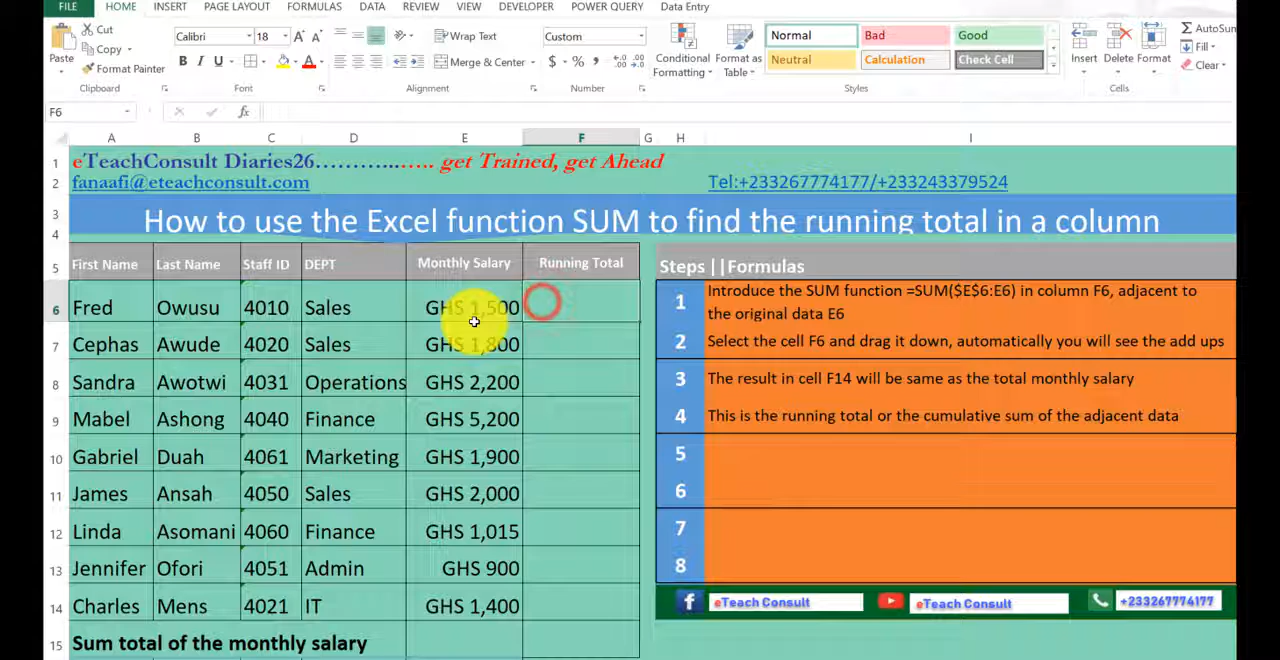 FILE HOME INSERT PAGE LAYOUT FORMULAS DATA REVIEW VIEW DEVELOPER POWER QUERY Data Entry
Paste Cut Copy Format Painter
Clipboard
Calibri 18 A A
B I U A
Font
Wrap Text
Merge & Center
Alignment
Custom
$ % ,
Number
Conditional Formatting
Format as Table
Normal Bad Good
Neutral Calculation Check Cell
Styles
Insert Delete Format
Cells
AutoSum
Fill
Clear
F6 fx
A B C D E F G H I
1 eTeachConsult Diaries26................. get Trained, get Ahead
2 fanaafi@eteachconsult.com Tel:+233267774177/+233243379524
3 How to use the Excel function SUM to find the running total in a column
4
5 First Name Last Name Staff ID DEPT Monthly Salary Running Total
6 Fred Owusu 4010 Sales GHS 1,500
7 Cephas Awude 4020 Sales GHS 1,800
8 Sandra Awotwi 4031 Operations GHS 2,200
9 Mabel Ashong 4040 Finance GHS 5,200
10 Gabriel Duah 4061 Marketing GHS 1,900
11 James Ansah 4050 Sales GHS 2,000
12 Linda Asomani 4060 Finance GHS 1,015
13 Jennifer Ofori 4051 Admin GHS 900
14 Charles Mens 4021 IT GHS 1,400
15 Sum total of the monthly salary
Steps ||Formulas
1 Introduce the SUM function =SUM($E$6:E6) in column F6, adjacent to
the original data E6
2 Select the cell F6 and drag it down, automatically you will see the add ups
3 The result in cell F14 will be same as the total monthly salary
4 This is the running total or the cumulative sum of the adjacent data
5
6
7
8
f eTeach Consult eTeach Consult +233267774177